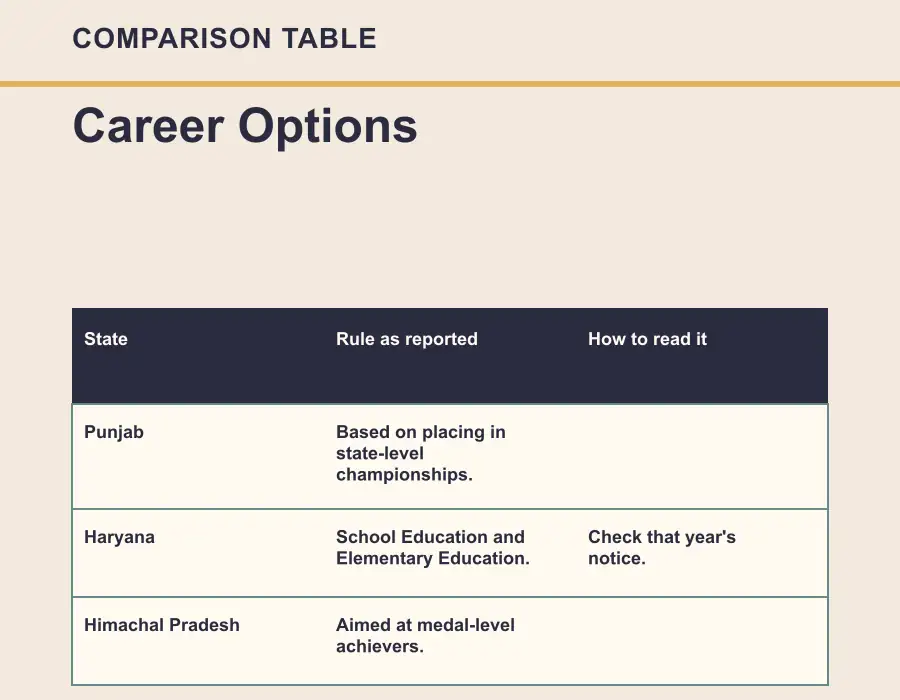 COMPARISON TABLE
Career Options
State Rule as reported How to read it
Punjab Based on placing in
state-level
championships.
Haryana School Education and Check that year's
Elementary Education. notice.
Himachal Pradesh Aimed at medal-level
achievers.